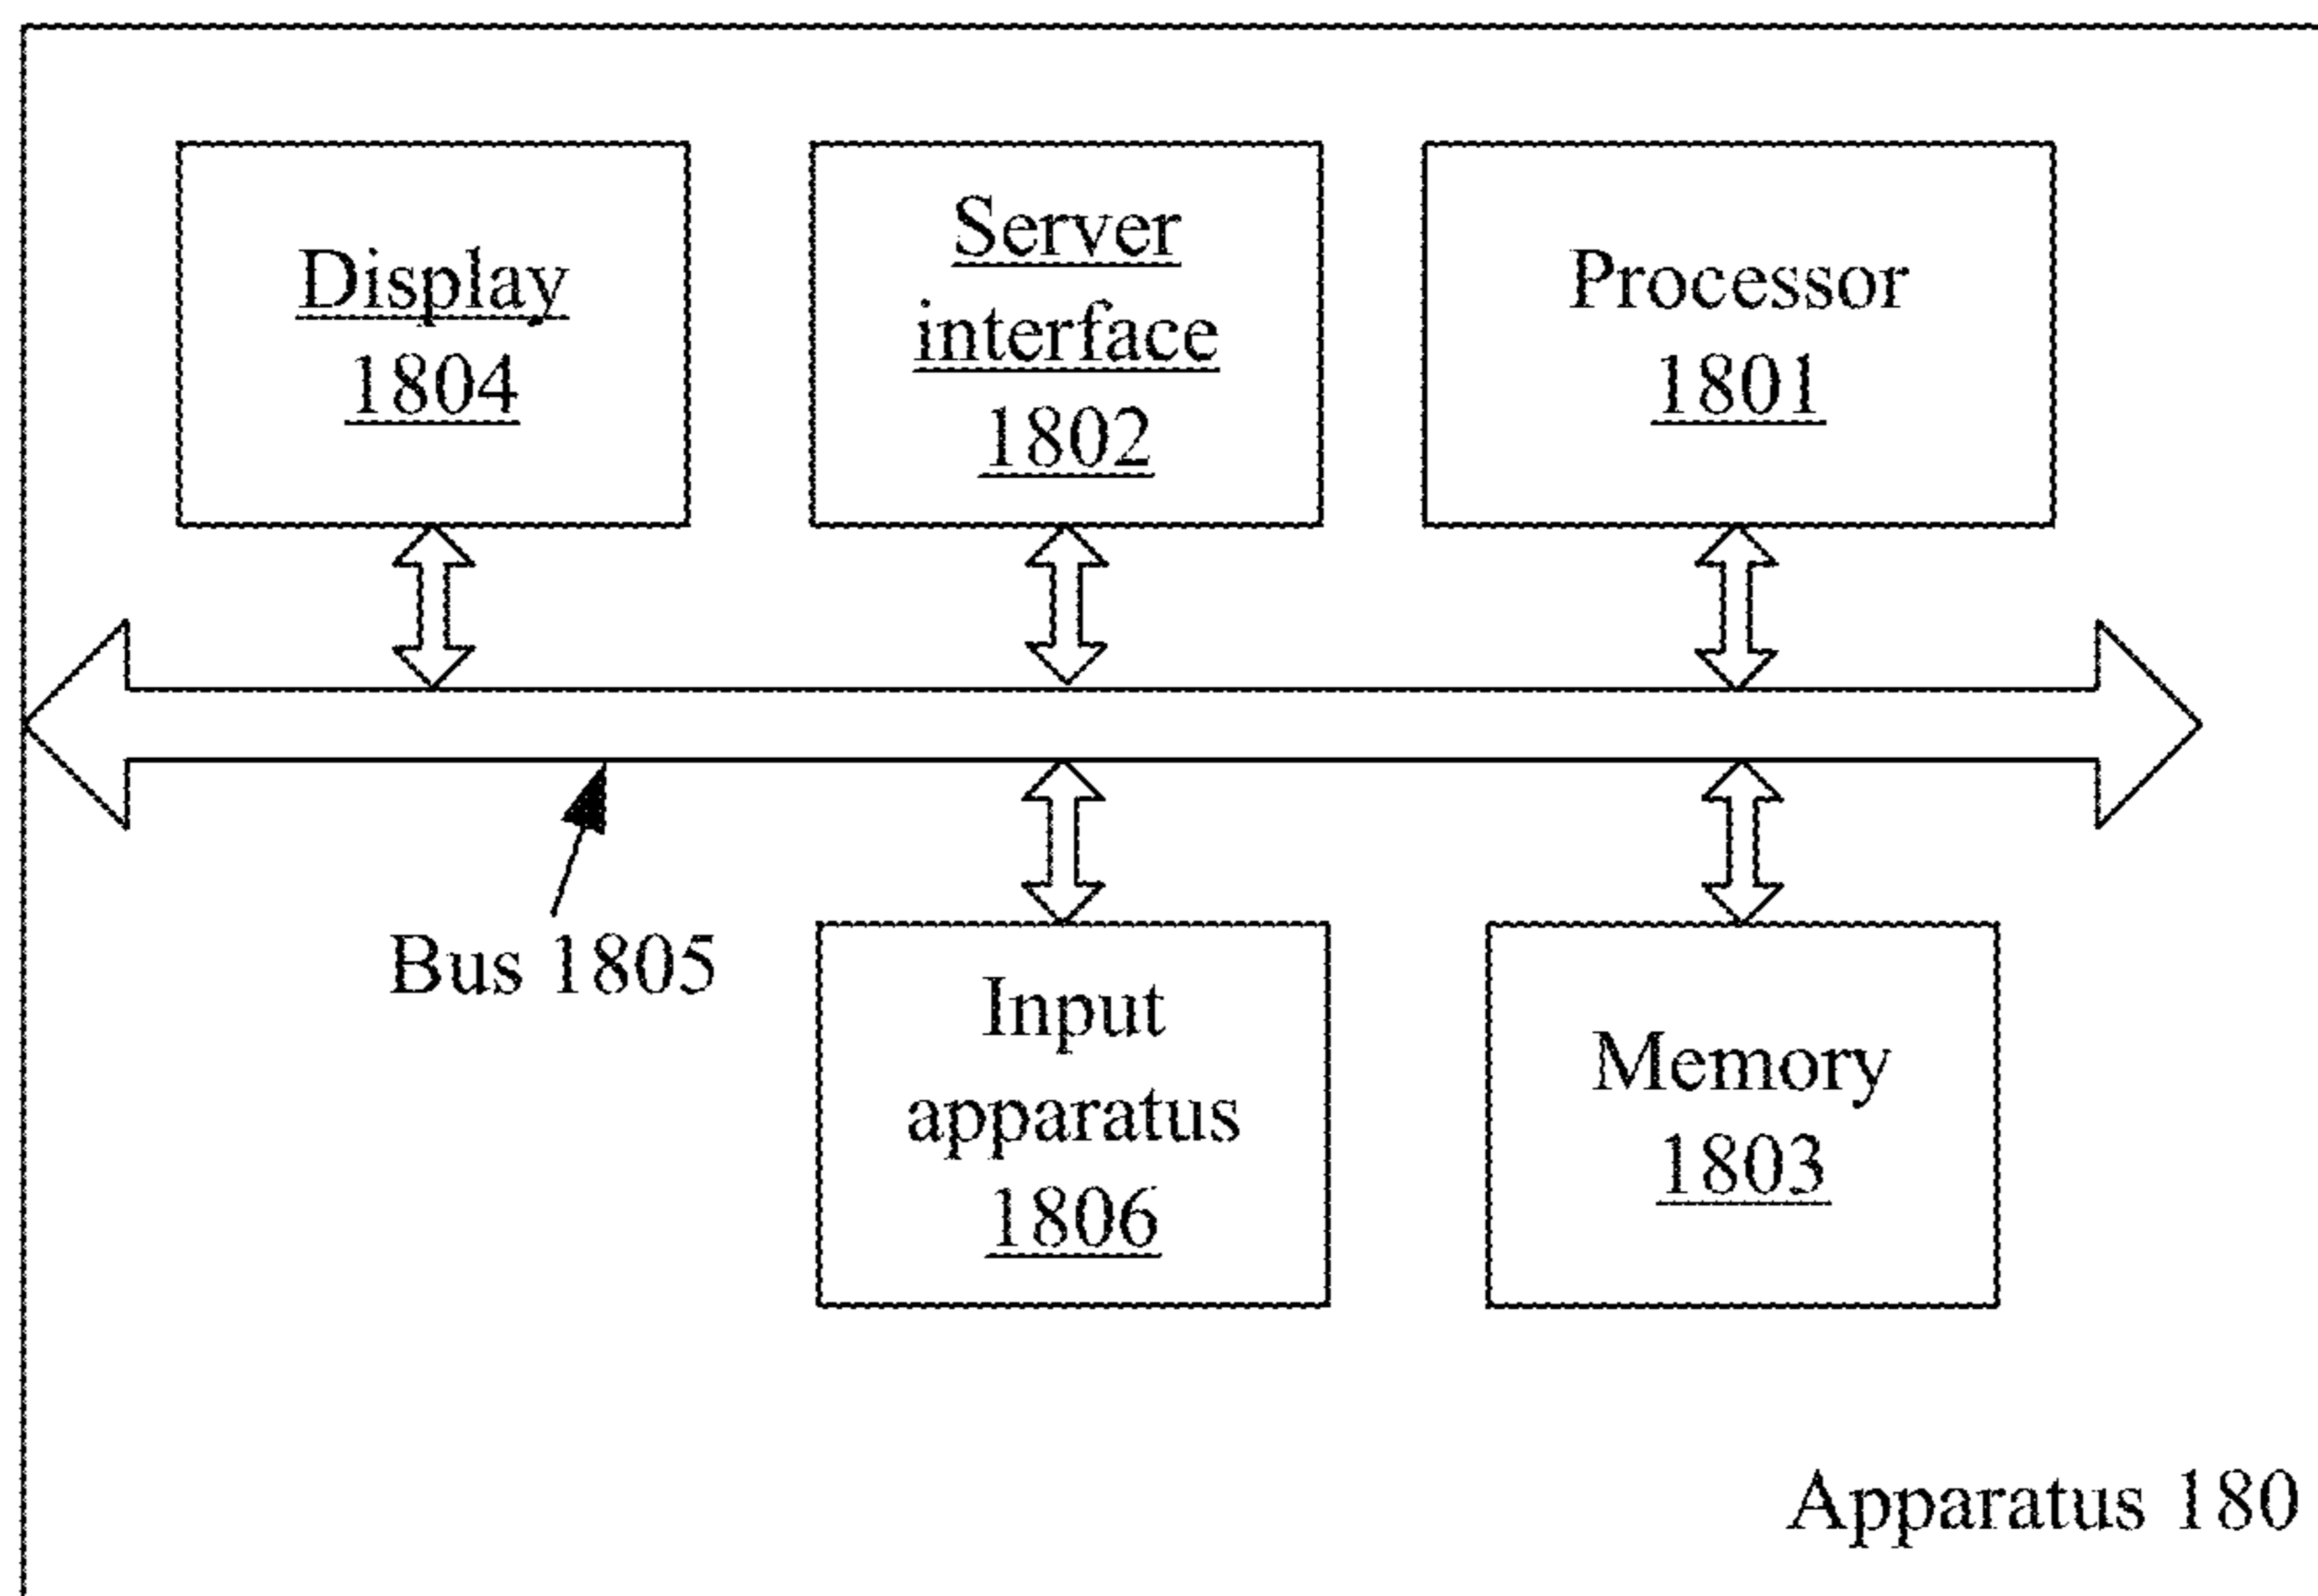 Display
1804
Server
interface
1802
Processor
1801
Bus 1805
Input
apparatus
1806
Memory
1803
Apparatus 180